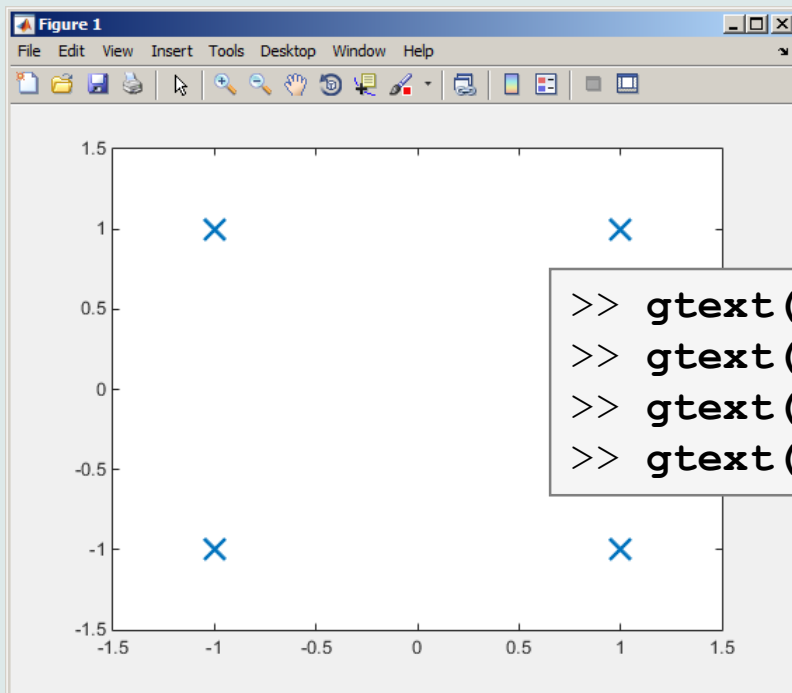 Figure 1
File Edit View Insert Tools Desktop Window Help
1.5
1
0.5
0
-0.5
-1
-1.5
-1.5 -1 -0.5 0 0.5 1 1.5
>> gtext(
>> gtext(
>> gtext(
>> gtext(